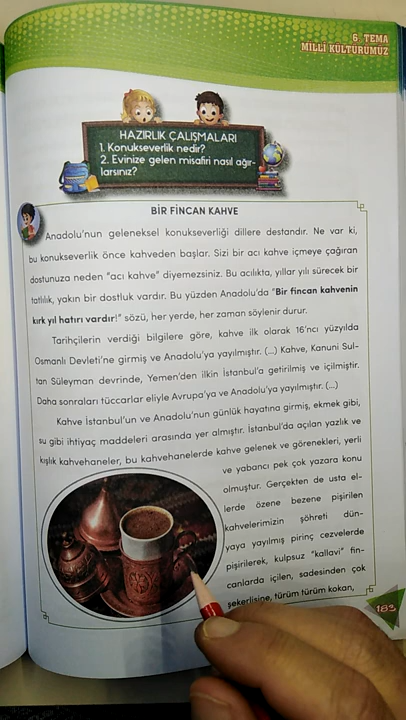 6. TEMA
MİLLÎ KÜLTÜRÜMÜZ
HAZIRLIK ÇALIŞMALARI
1. Konukseverlik nedir?
2. Evinize gelen misafiri nasıl ağır-
larsınız?
BİR FİNCAN KAHVE
Anadolu'nun geleneksel konukseverliği dillere destandır. Ne var ki,
bu konukseverlik önce kahveden başlar. Sizi bir acı kahve içmeye çağıran
dostunuza neden "acı kahve" diyemezsiniz. Bu acılıkta, yıllar yılı sürecek bir
tatlılık, yakın bir dostluk vardır. Bu yüzden Anadolu'da "Bir fincan kahvenin
kırk yıl hatırı vardır!" sözü, her yerde, her zaman söylenir durur.
Tarihçilerin verdiği bilgilere göre, kahve ilk olarak 16'ncı yüzyılda
Osmanlı Devleti'ne girmiş ve Anadolu'ya yayılmıştır. (...) Kahve, Kanuni Sul-
tan Süleyman devrinde, Yemen'den ilkin İstanbul'a getirilmiş ve içilmiştir.
Daha sonraları tüccarlar eliyle Avrupa'ya ve Anadolu'ya yayılmıştır. (...)
Kahve İstanbul'un ve Anadolu'nun günlük hayatına girmiş, ekmek gibi,
su gibi ihtiyaç maddeleri arasında yer almıştır. İstanbul'da açılan yazlık ve
kışlık kahvehaneler, bu kahvehanelerde kahve gelenek ve görenekleri, yerli
ve yabancı pek çok yazara konu
olmuştur. Gerçekten de usta el-
lerde özene bezene pişirilen
kahvelerimizin şöhreti dün-
yaya yayılmış pirinç cezvelerde
pişirilerek, kulpsuz "kallavi" fin-
canlarda içilen, sadesinden çok
şekerlisine, türüm türüm kokan,
183